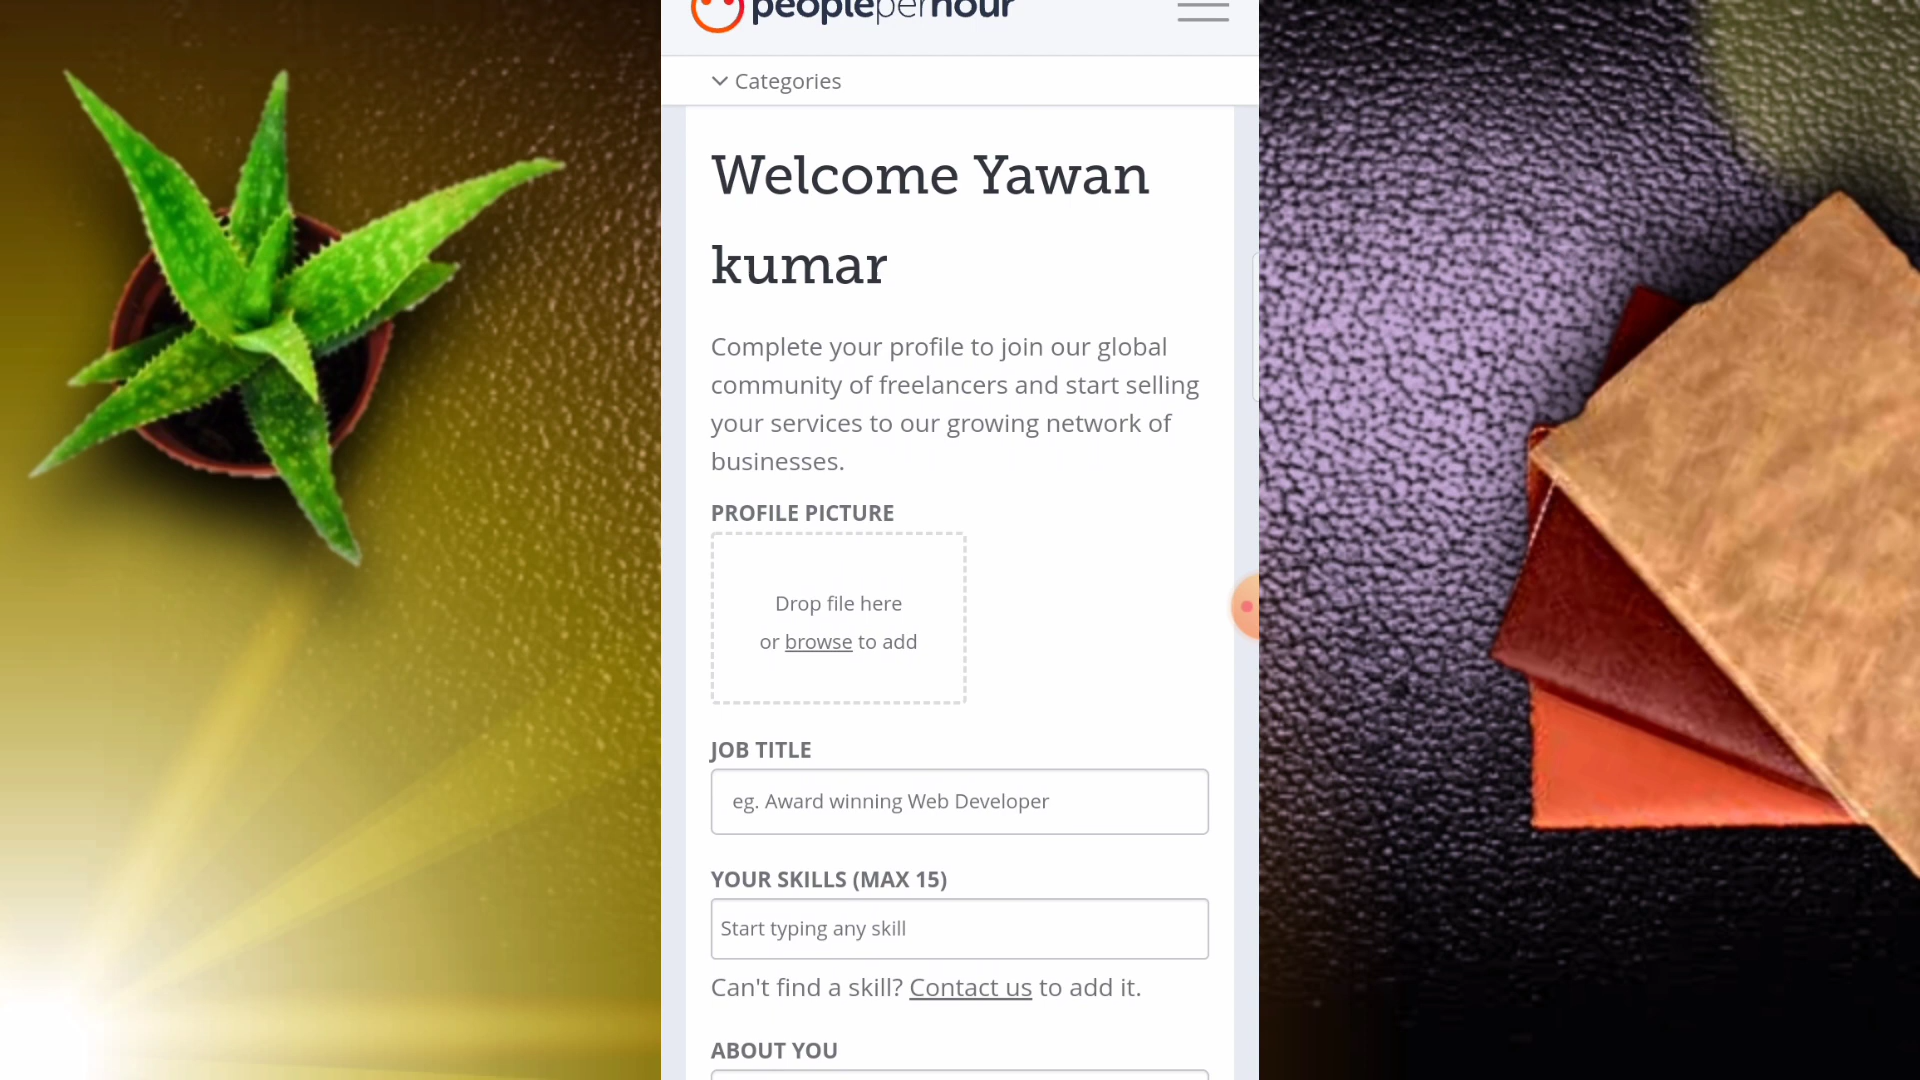 peopleperhour
Categories
Welcome Yawan
kumar
Complete your profile to join our global
community of freelancers and start selling
your services to our growing network of
businesses.
PROFILE PICTURE
Drop file here
or browse to add
JOB TITLE
eg. Award winning Web Developer
YOUR SKILLS (MAX 15)
Start typing any skill
Can't find a skill? Contact us to add it.
ABOUT YOU